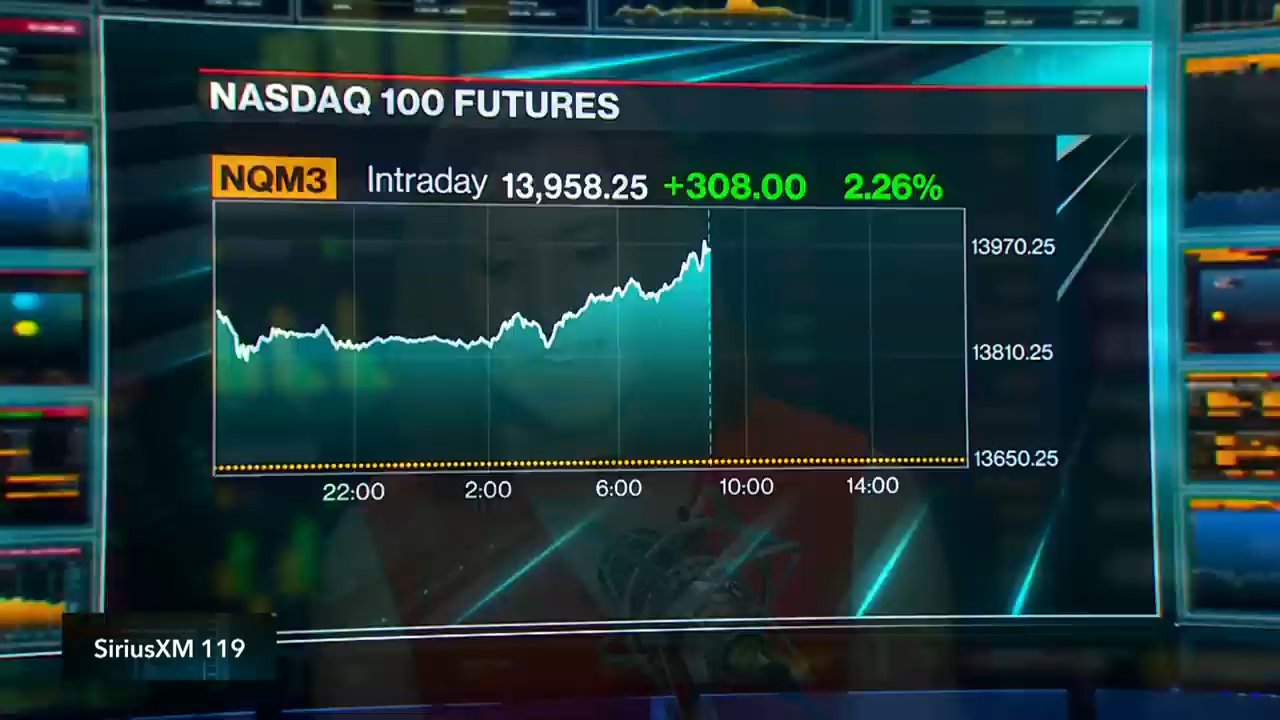 NASDAQ 100 FUTURES
NQM3 Intraday 13,958.25 +308.00 2.26%
13970.25
13810.25
13650.25
22:00 2:00 6:00 10:00 14:00
SiriusXM 119